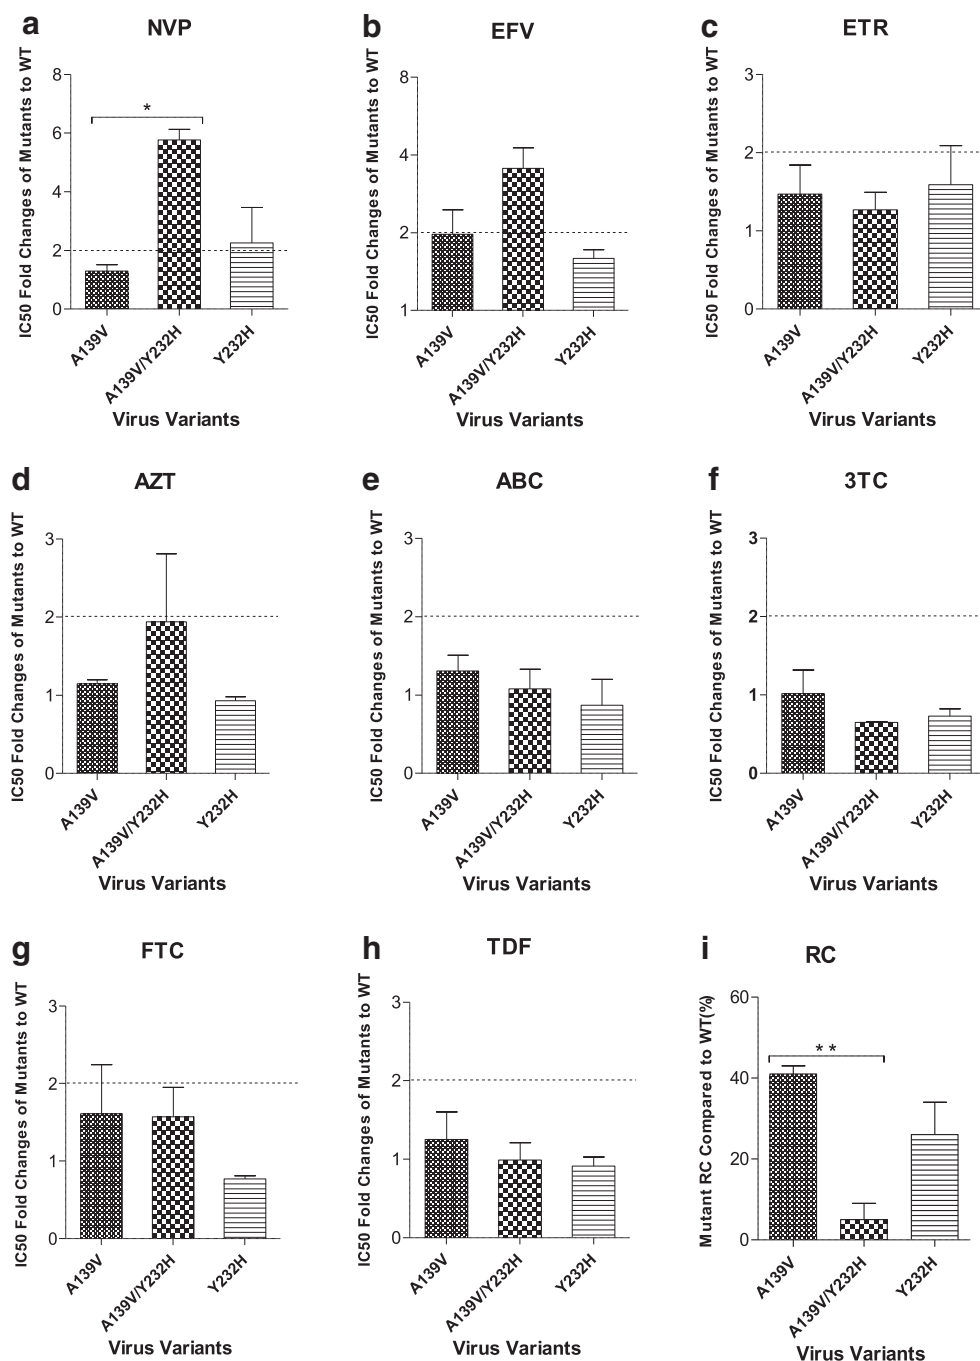 a
NVP
IC50 Fold Changes of Mutants to WT
8
6
4
2
0
*
A139V
A139V/Y232H
Y232H
Virus Variants
b
EFV
IC50 Fold Changes of Mutants to WT
8
4
2
1
A139V
A139V/Y232H
Y232H
Virus Variants
c
ETR
IC50 Fold Changes of Mutants to WT
3
2
1
0
A139V
A139V/Y232H
Y232H
Virus Variants
d
AZT
IC50 Fold Changes of Mutants to WT
3
2
1
0
A139V
A139V/Y232H
Y232H
Virus Variants
e
ABC
IC50 Fold Changes of Mutants to WT
3
2
1
0
A139V
A139V/Y232H
Y232H
Virus Variants
f
3TC
IC50 Fold Changes of Mutants to WT
3
2
1
0
A139V
A139V/Y232H
Y232H
Virus Variants
g
FTC
IC50 Fold Changes of Mutants to WT
3
2
1
0
A139V
A139V/Y232H
Y232H
Virus Variants
h
TDF
IC50 Fold Changes of Mutants to WT
3
2
1
0
A139V
A139V/Y232H
Y232H
Virus Variants
i
RC
Mutant RC Compared to WT(%)
60
40
20
0
* *
A139V
A139V/Y232H
Y232H
Virus Variants